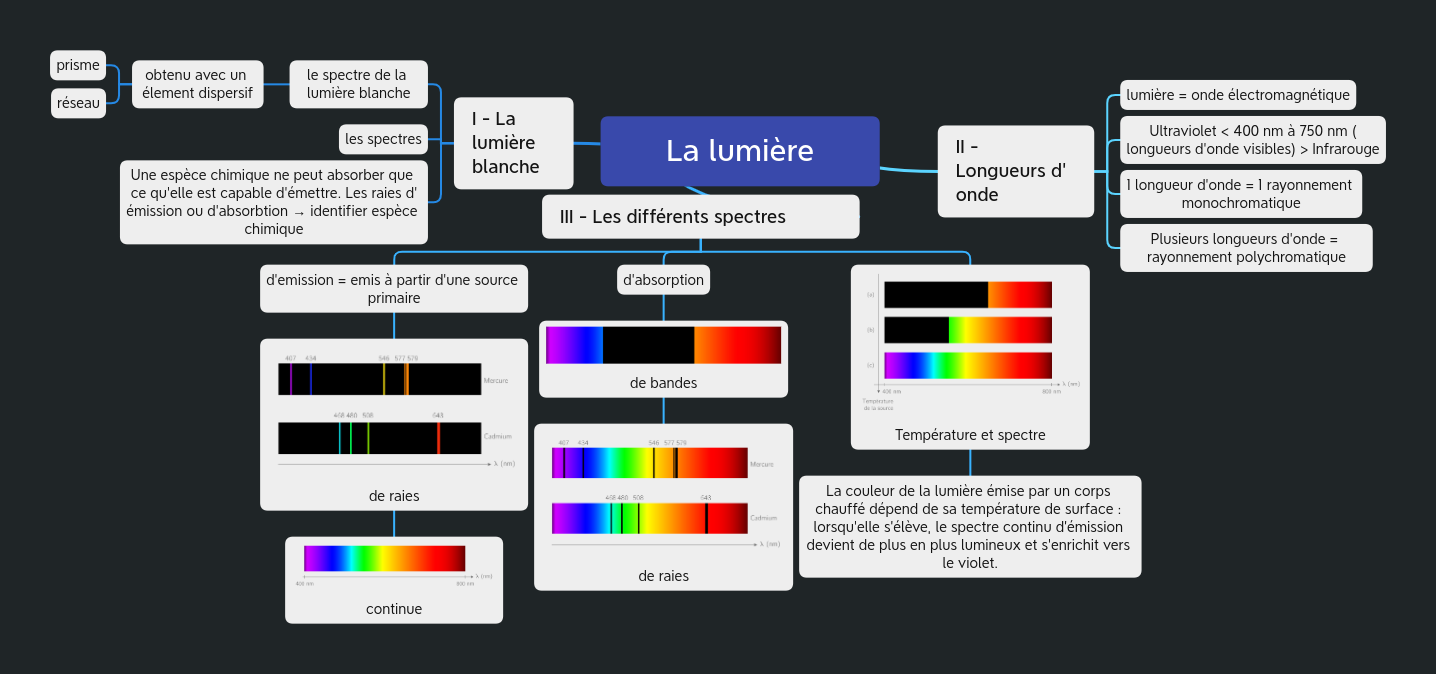 La lumière
I - La
lumière
blanche
le spectre de la
lumière blanche
obtenu avec un
élement dispersif
prisme
réseau
les spectres
Une espèce chimique ne peut absorber que
ce qu'elle est capable d'émettre. Les raies d'
émission ou d'absorbtion → identifier espèce
chimique
II -
Longueurs d'
onde
lumière = onde électromagnétique
Ultraviolet < 400 nm à 750 nm (
longueurs d'onde visibles) > Infrarouge
1 longueur d'onde = 1 rayonnement
monochromatique
Plusieurs longueurs d'onde =
rayonnement polychromatique
III - Les différents spectres
d'emission = emis à partir d'une source
primaire
407 434 546 577 579
Mercure
468 480 508 643
Cadmium
λ (nm)
de raies
λ (nm)
400 nm 800 nm
continue
d'absorption
de bandes
407 434 546 577 579
Mercure
468 480 508 643
Cadmium
λ (nm)
de raies
(a)
(b)
(c)
λ (nm)
400 nm 800 nm
Température
de la source
Température et spectre
La couleur de la lumière émise par un corps
chauffé dépend de sa température de surface :
lorsqu'elle s'élève, le spectre continu d'émission
devient de plus en plus lumineux et s'enrichit vers
le violet.